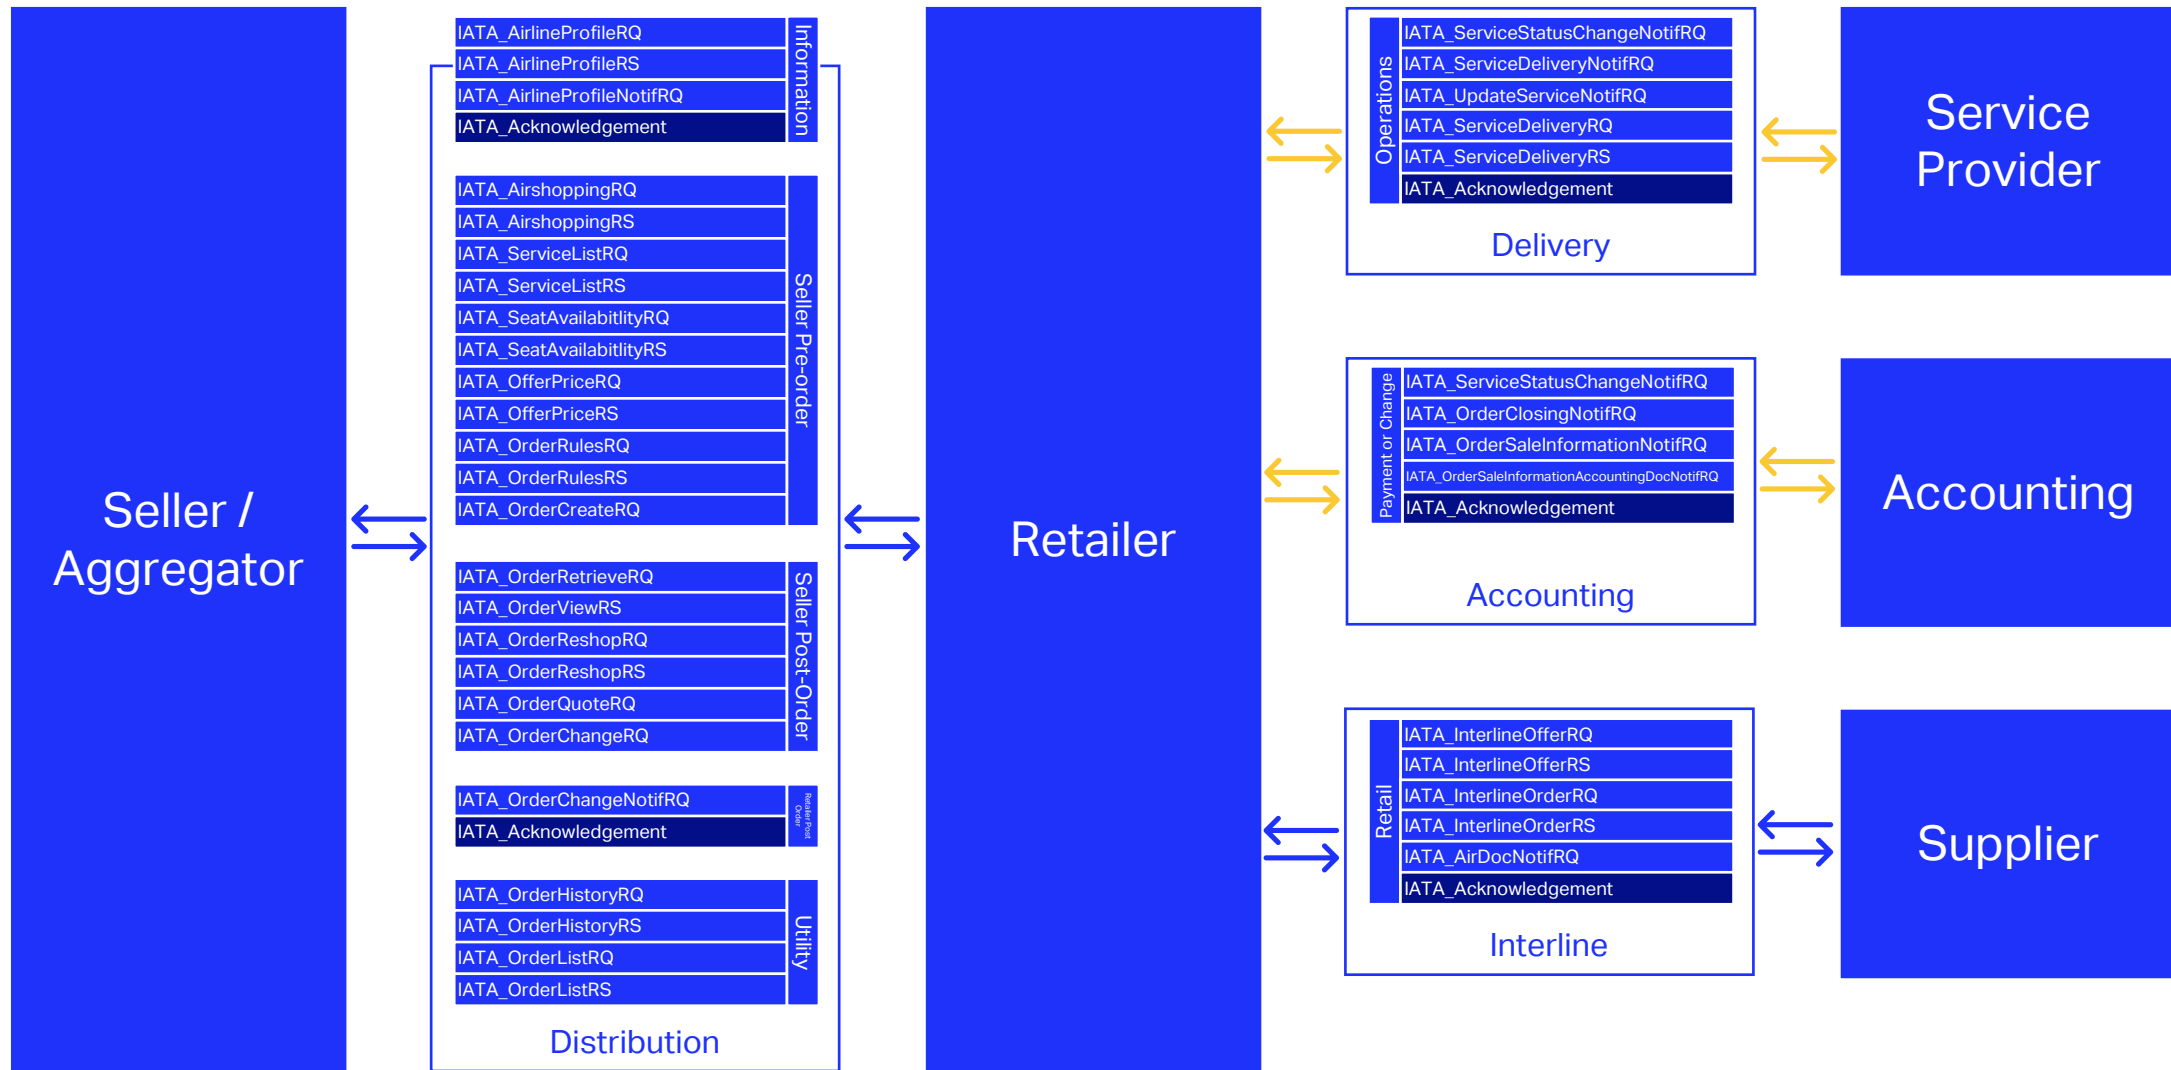 Seller /
Aggregator
IATA_AirlineProfileRQ
IATA_AirlineProfileRS
IATA_AirlineProfileNotifRQ
IATA_Acknowledgement
Information
IATA_AirshoppingRQ
IATA_AirshoppingRS
IATA_ServiceListRQ
IATA_ServiceListRS
IATA_SeatAvailabitlityRQ
IATA_SeatAvailabitlityRS
IATA_OfferPriceRQ
IATA_OfferPriceRS
IATA_OrderRulesRQ
IATA_OrderRulesRS
IATA_OrderCreateRQ
Seller Pre-order
IATA_OrderRetrieveRQ
IATA_OrderViewRS
IATA_OrderReshopRQ
IATA_OrderReshopRS
IATA_OrderQuoteRQ
IATA_OrderChangeRQ
Seller Post-Order
IATA_OrderChangeNotifRQ
IATA_Acknowledgement
Retailer Post
Order
IATA_OrderHistoryRQ
IATA_OrderHistoryRS
IATA_OrderListRQ
IATA_OrderListRS
Utility
Distribution
Retailer
Operations
IATA_ServiceStatusChangeNotifRQ
IATA_ServiceDeliveryNotifRQ
IATA_UpdateServiceNotifRQ
IATA_ServiceDeliveryRQ
IATA_ServiceDeliveryRS
IATA_Acknowledgement
Delivery
Service
Provider
Payment or Change
IATA_ServiceStatusChangeNotifRQ
IATA_OrderClosingNotifRQ
IATA_OrderSaleInformationNotifRQ
IATA_OrderSaleInformationAccountingDocNotifRQ
IATA_Acknowledgement
Accounting
Accounting
Retail
IATA_InterlineOfferRQ
IATA_InterlineOfferRS
IATA_InterlineOrderRQ
IATA_InterlineOrderRS
IATA_AirDocNotifRQ
IATA_Acknowledgement
Interline
Supplier